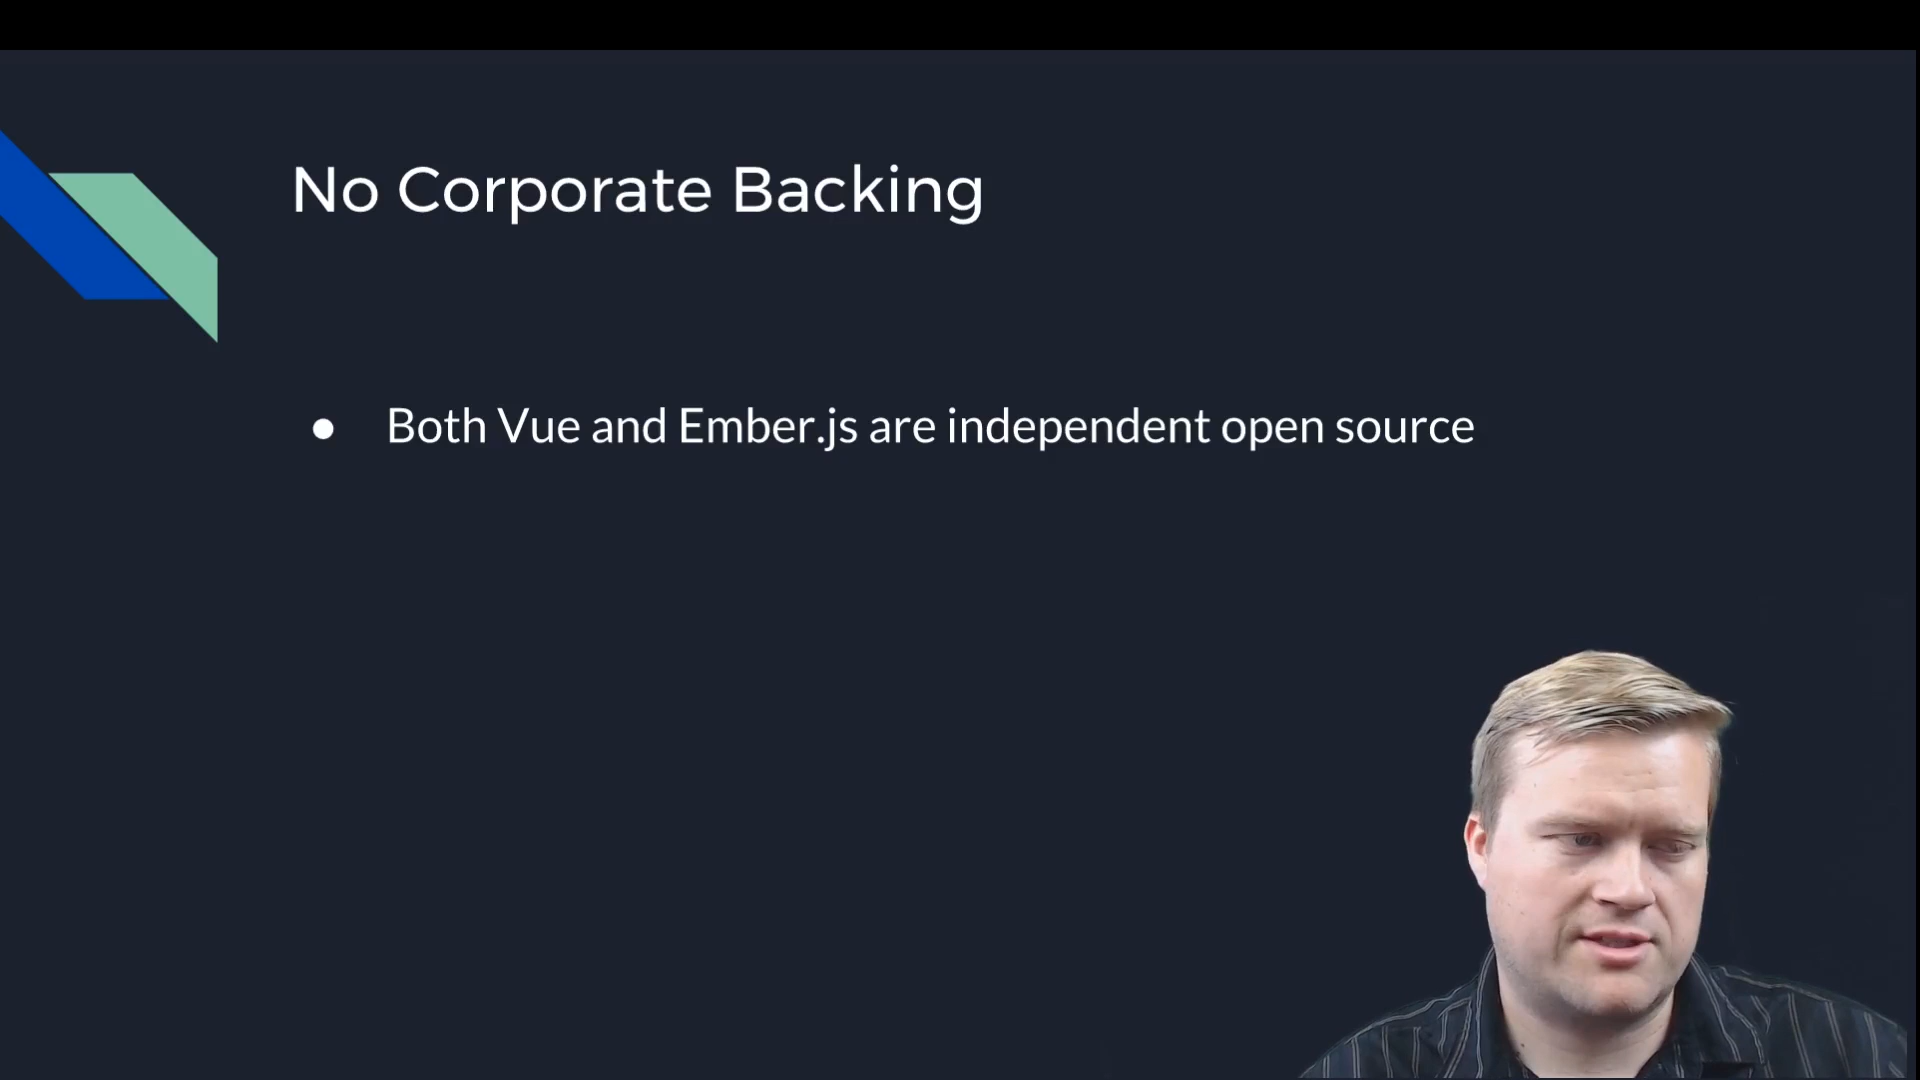 No Corporate Backing
● Both Vue and Ember.js are independent open source